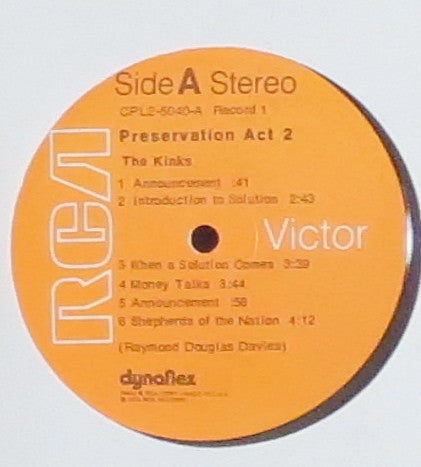 Side A Stereo
CPL2-5040-A Record 1
Preservation Act 2
The Kinks
1 Announcement :41
2 Introduction to Solution 2:43
RCA Victor
3 When a Solution Comes 3:39
4 Money Talks 3:44
5 Announcement :58
6 Shepherds of the Nation 4:12
(Raymond Douglas Davies)
dynaflex